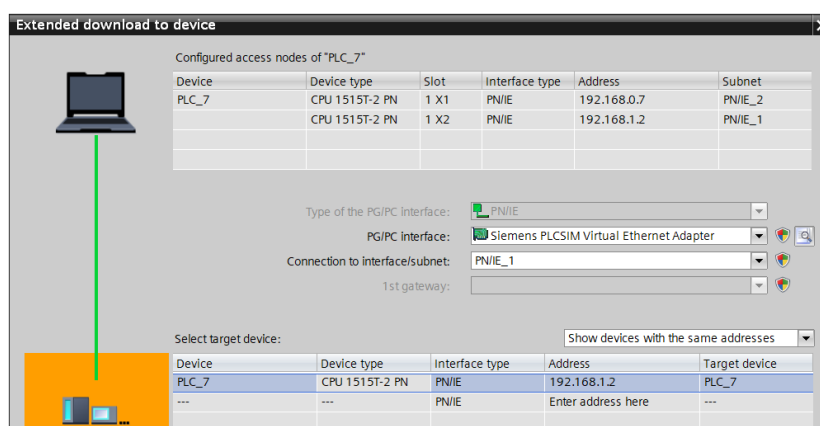 Extended download to device
Configured access nodes of "PLC_7"
Device Device type Slot Interface type Address Subnet
PLC_7 CPU 1515T-2 PN 1 X1 PN/IE 192.168.0.7 PN/IE_2
CPU 1515T-2 PN 1 X2 PN/IE 192.168.1.2 PN/IE_1
Type of the PG/PC interface: PN/IE
PG/PC interface: Siemens PLCSIM Virtual Ethernet Adapter
Connection to interface/subnet: PN/IE_1
1st gateway:
Select target device: Show devices with the same addresses
Device Device type Interface type Address Target device
PLC_7 CPU 1515T-2 PN PN/IE 192.168.1.2 PLC_7
--- --- PN/IE Enter address here ---